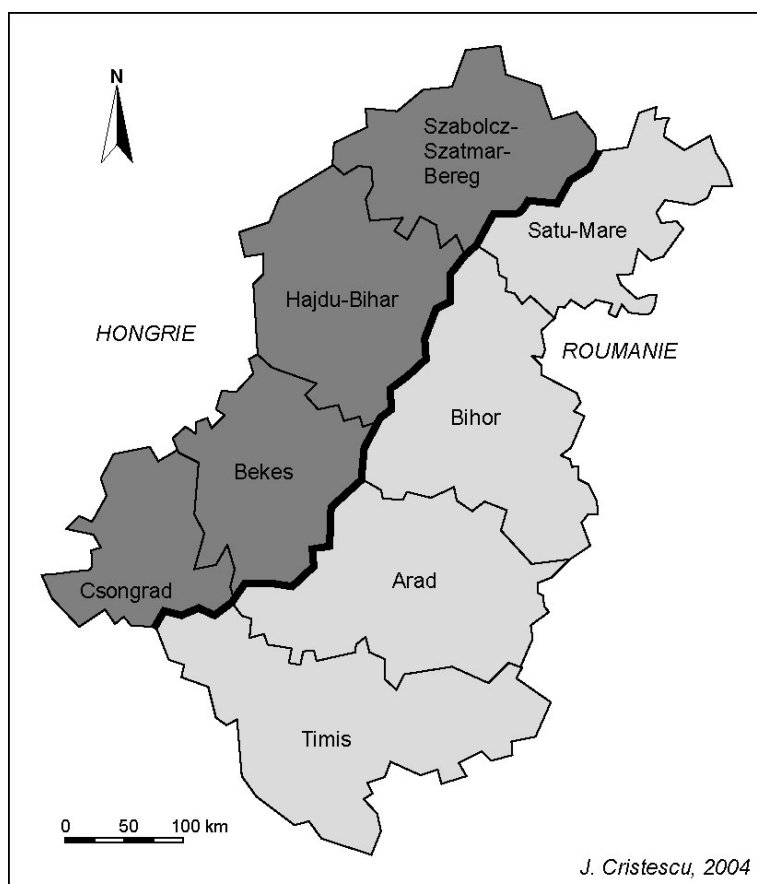 N
Szabolcz-
Szatmar-
Bereg
Satu-Mare
Hajdu-Bihar
HONGRIE
ROUMANIE
Bihor
Bekes
Csongrad
Arad
Timis
0 50 100 km
J. Cristescu, 2004